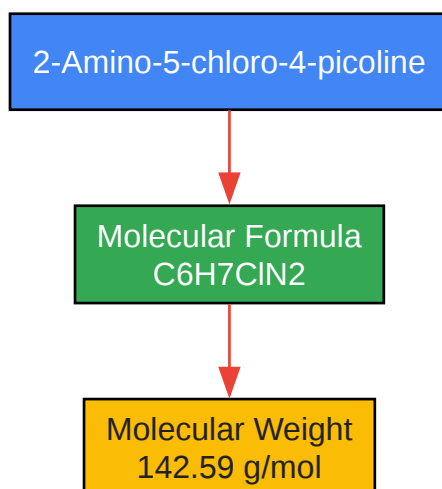 2-Amino-5-chloro-4-picoline
Molecular Formula
C6H7ClN2
Molecular Weight
142.59 g/mol